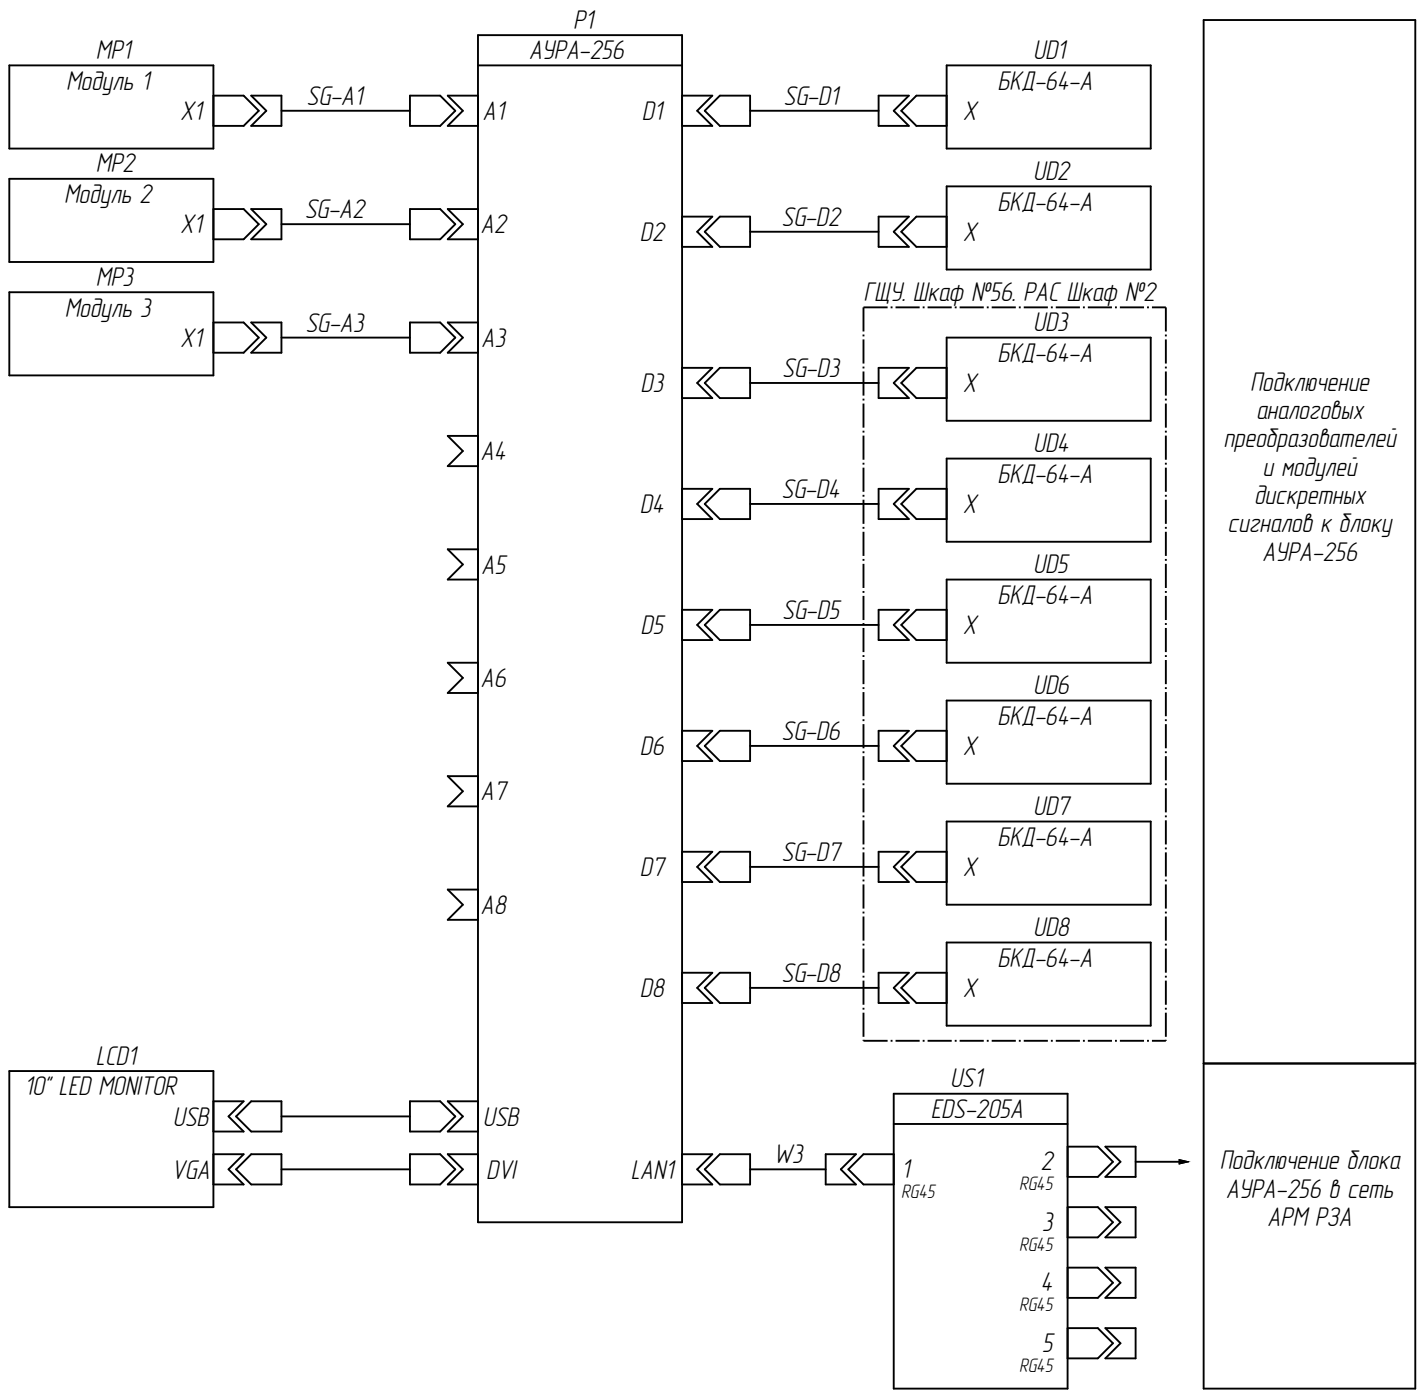 P1
АУРА-256
MP1
Модуль 1
X1
SG-A1
A1
MP2
Модуль 2
X1
SG-A2
A2
MP3
Модуль 3
X1
SG-A3
A3
A4
A5
A6
A7
A8
LCD1
10" LED MONITOR
USB
USB
VGA
DVI
D1
SG-D1
UD1
БКД-64-А
X
D2
SG-D2
UD2
БКД-64-А
X
ГЩУ. Шкаф №56. РАС Шкаф №2
D3
SG-D3
UD3
БКД-64-А
X
D4
SG-D4
UD4
БКД-64-А
X
D5
SG-D5
UD5
БКД-64-А
X
D6
SG-D6
UD6
БКД-64-А
X
D7
SG-D7
UD7
БКД-64-А
X
D8
SG-D8
UD8
БКД-64-А
X
LAN1
W3
US1
EDS-205A
1
RG45
2
RG45
3
RG45
4
RG45
5
RG45
Подключение
аналоговых
преобразователей
и модулей
дискретных
сигналов к блоку
АУРА-256
Подключение блока
АУРА-256 в сеть
АРМ РЗА